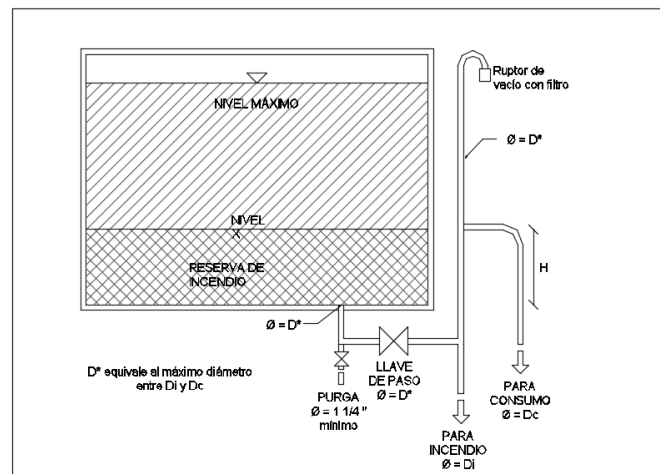 Ruptor de
vacío con filtro
NIVEL MÁXIMO
Ø = D*
NIVEL
X
RESERVA DE
INCENDIO
H
Ø = D*
D* equivale al máximo diámetro
entre Di y Dc
LLAVE
DE PASO
Ø = D*
PURGA
Ø = 1 1/4 "
mínimo
PARA
CONSUMO
Ø = Dc
PARA
INCENDIO
Ø = Di